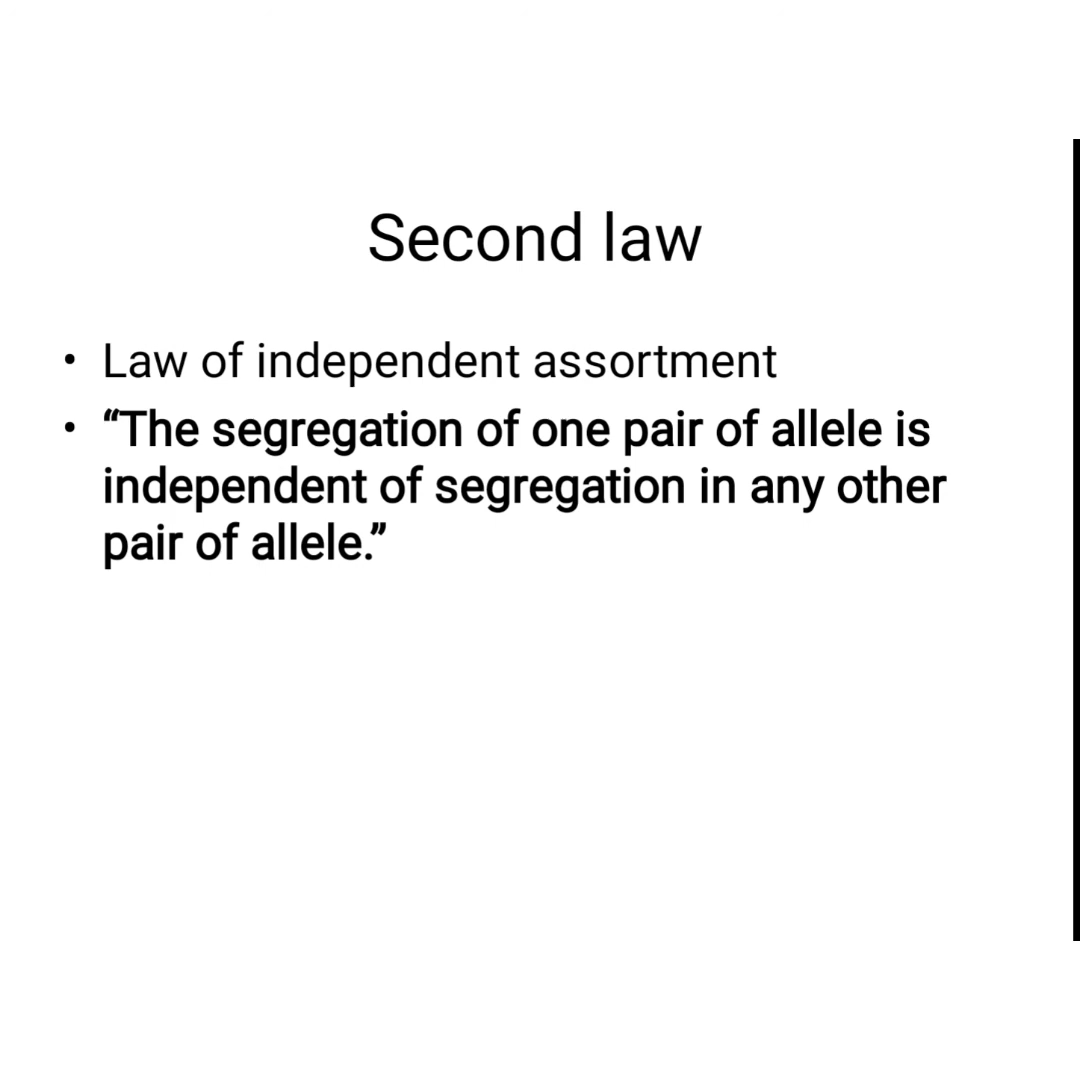 Second law
• Law of independent assortment
• “The segregation of one pair of allele is
independent of segregation in any other
pair of allele.”